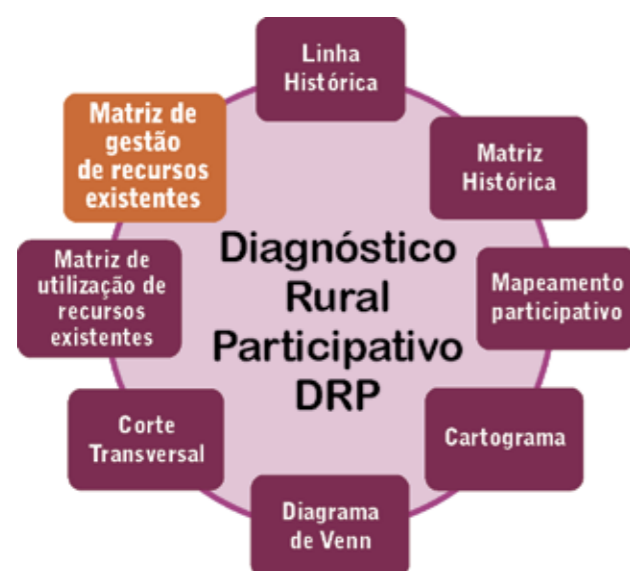 Linha
Histórica
Matriz
Histórica
Mapeamento
participativo
Cartograma
Diagrama
de Venn
Corte
Transversal
Matriz de
utilização de
recursos
existentes
Matriz de
gestão
de recursos
existentes
Diagnóstico
Rural
Participativo
DRP